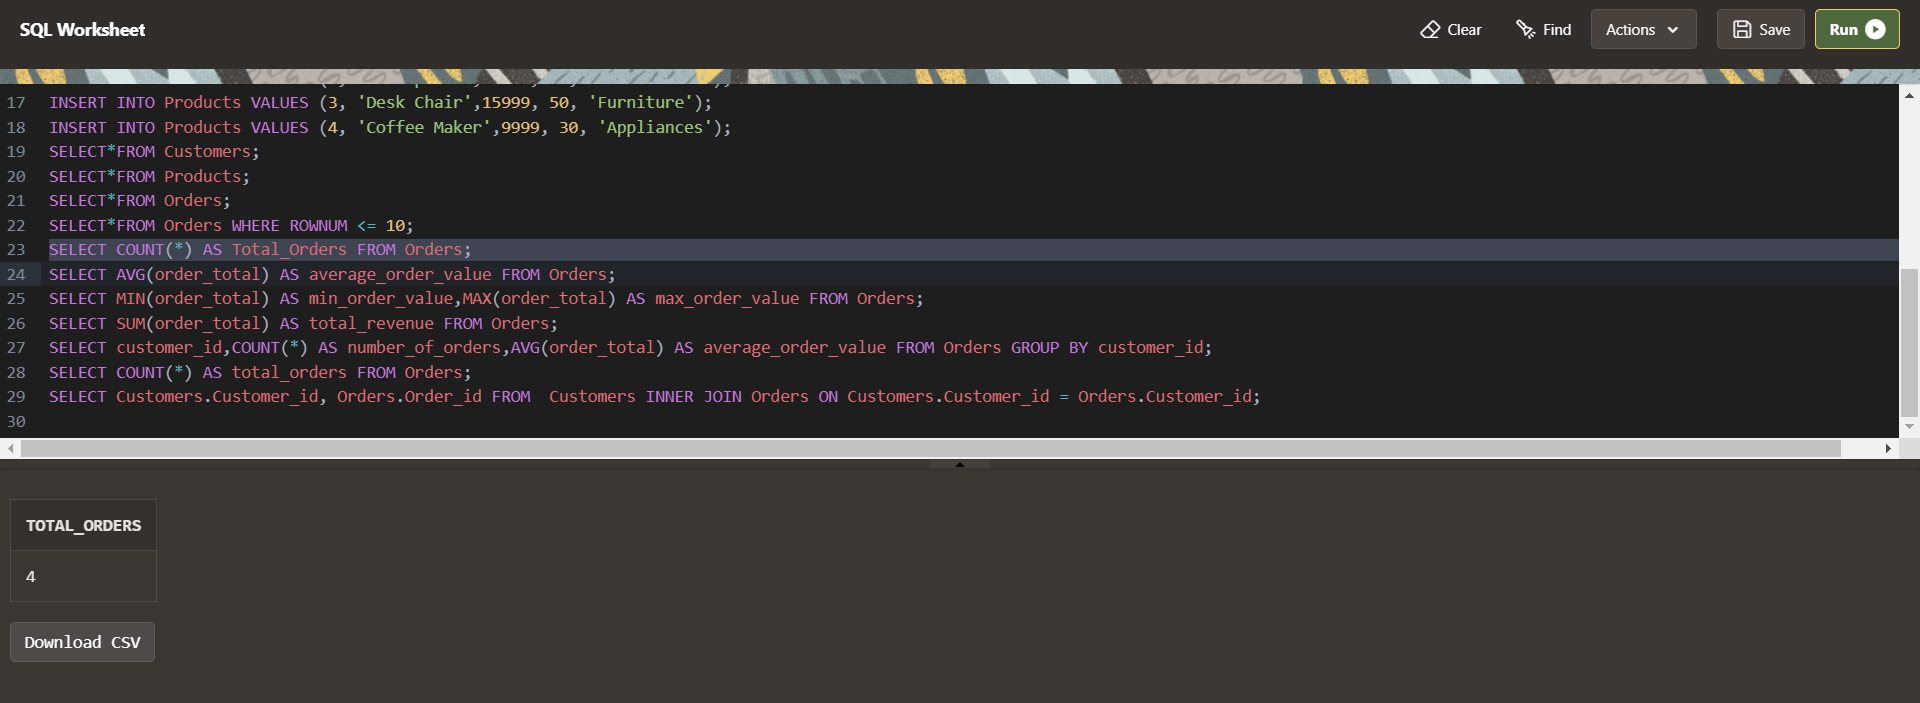 SQL Worksheet
Clear Find Actions Save Run
17 INSERT INTO Products VALUES (3, 'Desk Chair',15999, 50, 'Furniture');
18 INSERT INTO Products VALUES (4, 'Coffee Maker',9999, 30, 'Appliances');
19 SELECT*FROM Customers;
20 SELECT*FROM Products;
21 SELECT*FROM Orders;
22 SELECT*FROM Orders WHERE ROWNUM <= 10;
23 SELECT COUNT(*) AS Total_Orders FROM Orders;
24 SELECT AVG(order_total) AS average_order_value FROM Orders;
25 SELECT MIN(order_total) AS min_order_value,MAX(order_total) AS max_order_value FROM Orders;
26 SELECT SUM(order_total) AS total_revenue FROM Orders;
27 SELECT customer_id,COUNT(*) AS number_of_orders,AVG(order_total) AS average_order_value FROM Orders GROUP BY customer_id;
28 SELECT COUNT(*) AS total_orders FROM Orders;
29 SELECT Customers.Customer_id, Orders.Order_id FROM  Customers INNER JOIN Orders ON Customers.Customer_id = Orders.Customer_id;
30
TOTAL_ORDERS
4
Download CSV